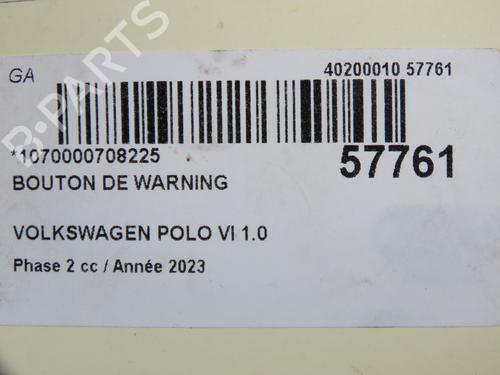 GA
40200010 57761
B-PARTS
*1070000708225
57761
BOUTON DE WARNING
VOLKSWAGEN POLO VI 1.0
Phase 2 cc / Année 2023